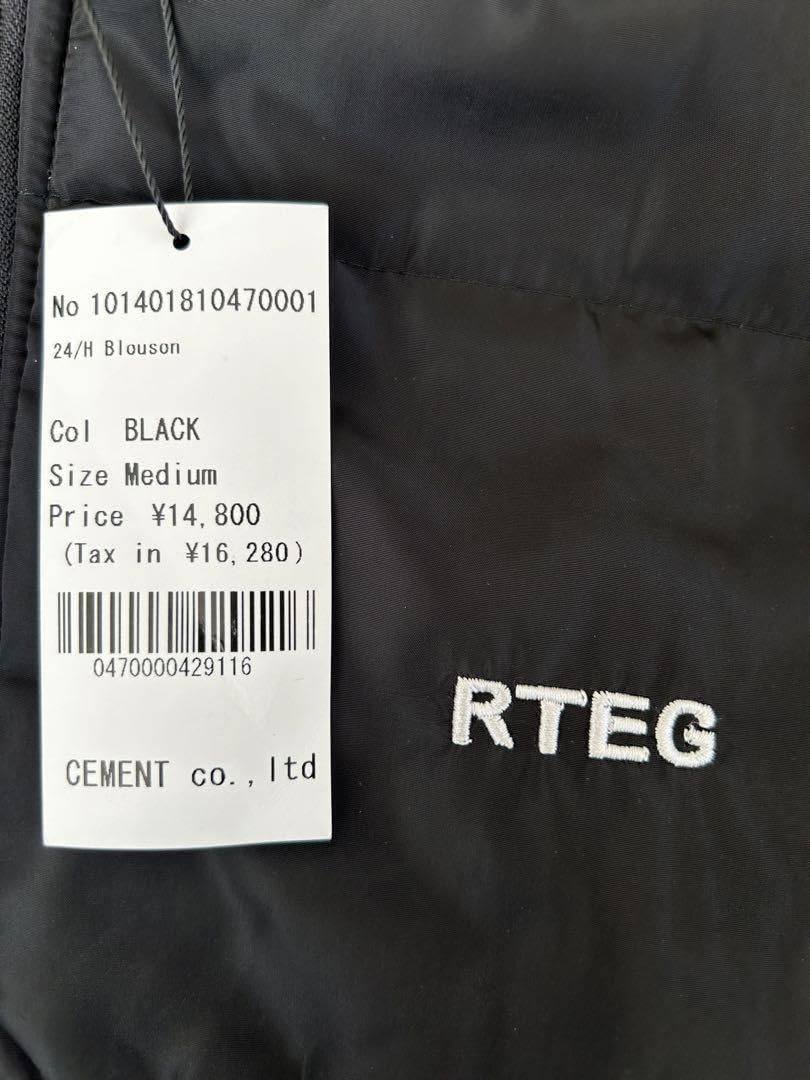 No 101401810470001
24/H Blouson
Col BLACK
Size Medium
Price ¥14,800
(Tax in ¥16,280)
0470000429116
CEMENT co.,ltd
RTEG